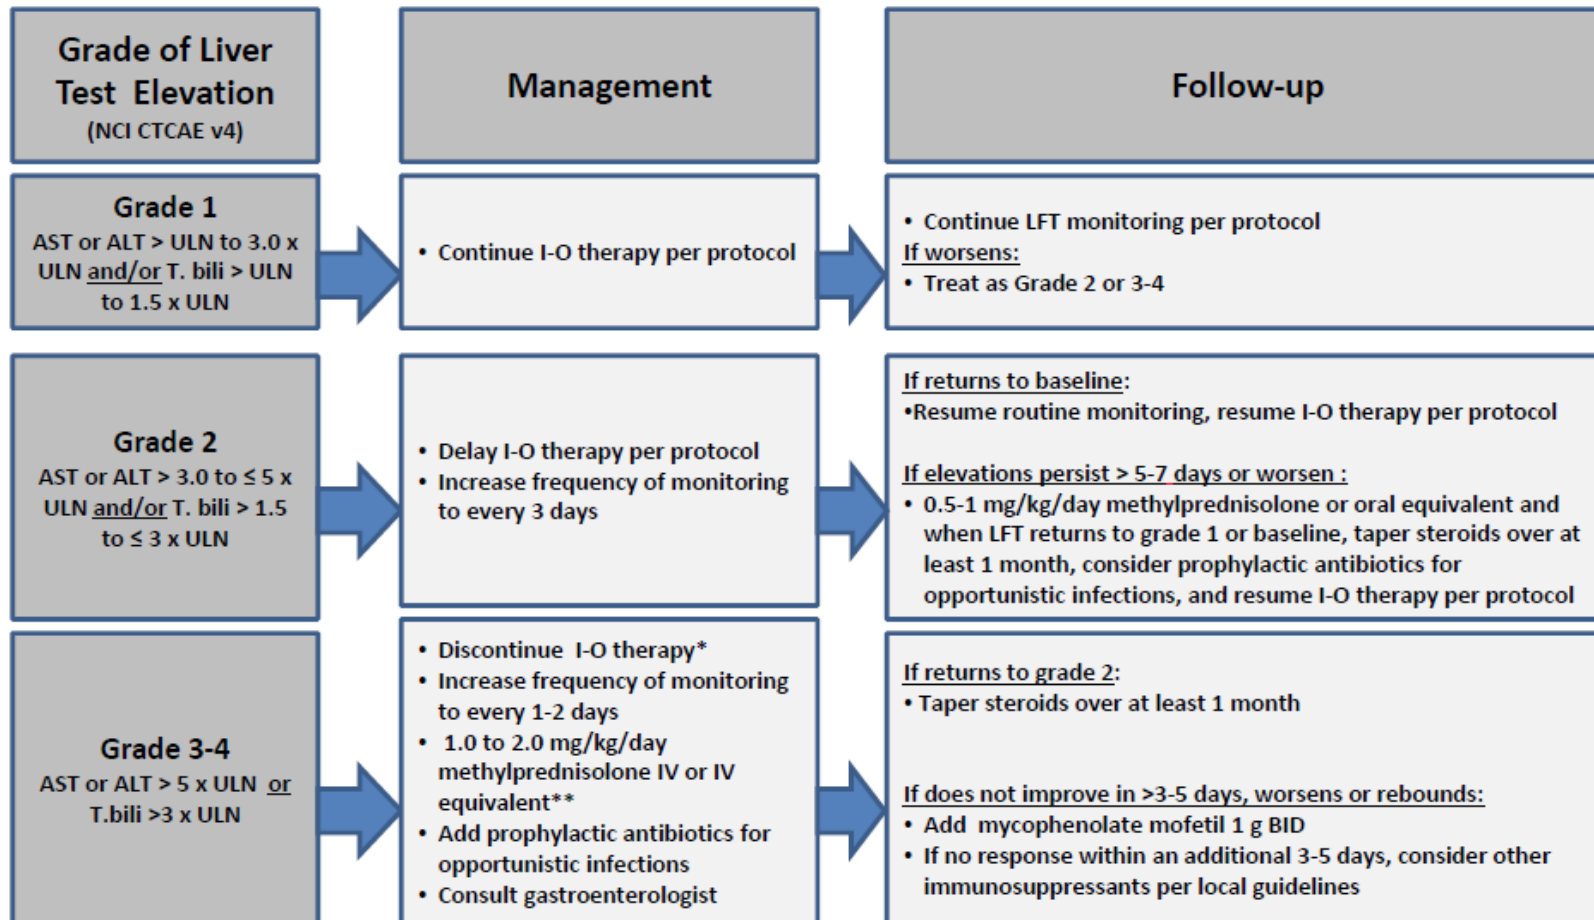 Grade of Liver
Test Elevation
(NCI CTCAE v4)
Management
Follow-up
Grade 1
AST or ALT > ULN to 3.0 x
ULN and/or T. bili > ULN
to 1.5 x ULN
• Continue I-O therapy per protocol
• Continue LFT monitoring per protocol
If worsens:
• Treat as Grade 2 or 3-4
Grade 2
AST or ALT > 3.0 to ≤ 5 x
ULN and/or T. bili > 1.5
to ≤ 3 x ULN
• Delay I-O therapy per protocol
• Increase frequency of monitoring
to every 3 days
If returns to baseline:
•Resume routine monitoring, resume I-O therapy per protocol
If elevations persist > 5-7 days or worsen :
• 0.5-1 mg/kg/day methylprednisolone or oral equivalent and
when LFT returns to grade 1 or baseline, taper steroids over at
least 1 month, consider prophylactic antibiotics for
opportunistic infections, and resume I-O therapy per protocol
Grade 3-4
AST or ALT > 5 x ULN or
T.bili >3 x ULN
• Discontinue I-O therapy*
• Increase frequency of monitoring
to every 1-2 days
• 1.0 to 2.0 mg/kg/day
methylprednisolone IV or IV
equivalent**
• Add prophylactic antibiotics for
opportunistic infections
• Consult gastroenterologist
If returns to grade 2:
• Taper steroids over at least 1 month
If does not improve in >3-5 days, worsens or rebounds:
• Add mycophenolate mofetil 1 g BID
• If no response within an additional 3-5 days, consider other
immunosuppressants per local guidelines